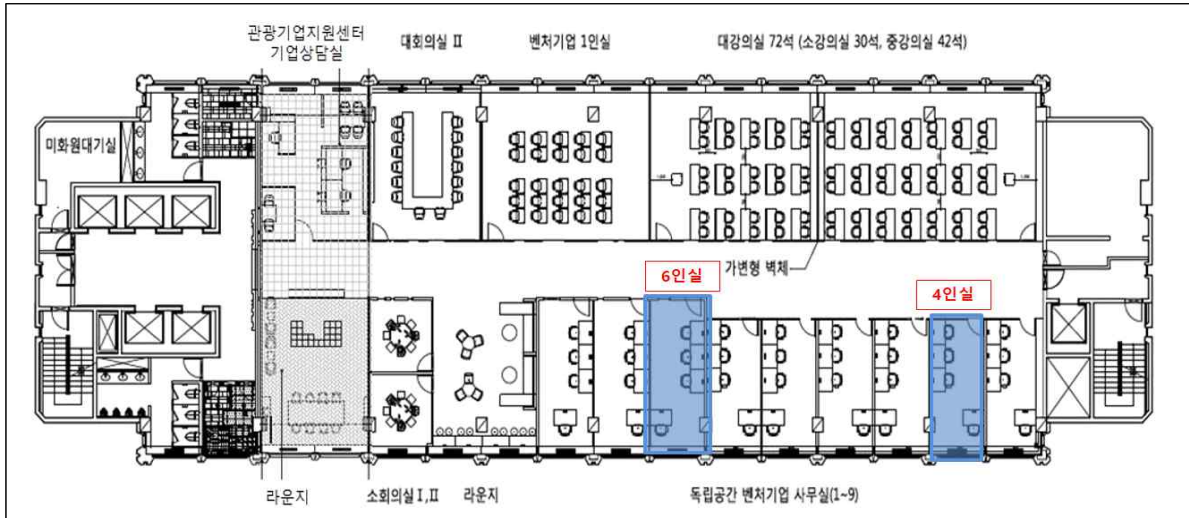 관광기업지원센터
기업상담실
대회의실 Ⅱ
벤처기업 1인실
대강의실 72석 (소강의실 30석, 중강의실 42석)
미화원대기실
가변형 벽체
6인실
4인실
라운지
소회의실 Ⅰ,Ⅱ
라운지
독립공간 벤처기업 사무실(1~9)